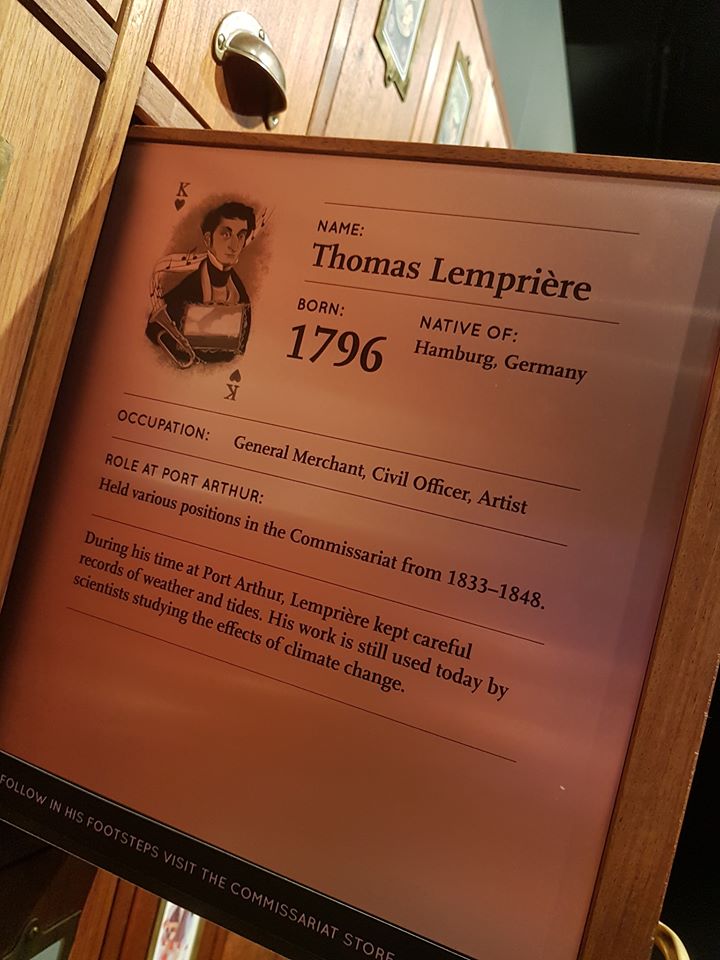 K
NAME:
Thomas Lemprière
BORN:
1796
NATIVE OF:
Hamburg, Germany
K
OCCUPATION: General Merchant, Civil Officer, Artist
ROLE AT PORT ARTHUR:
Held various positions in the Commissariat from 1833–1848.
During his time at Port Arthur, Lemprière kept careful
records of weather and tides. His work is still used today by
scientists studying the effects of climate change.
FOLLOW IN HIS FOOTSTEPS VISIT THE COMMISSARIAT STORE